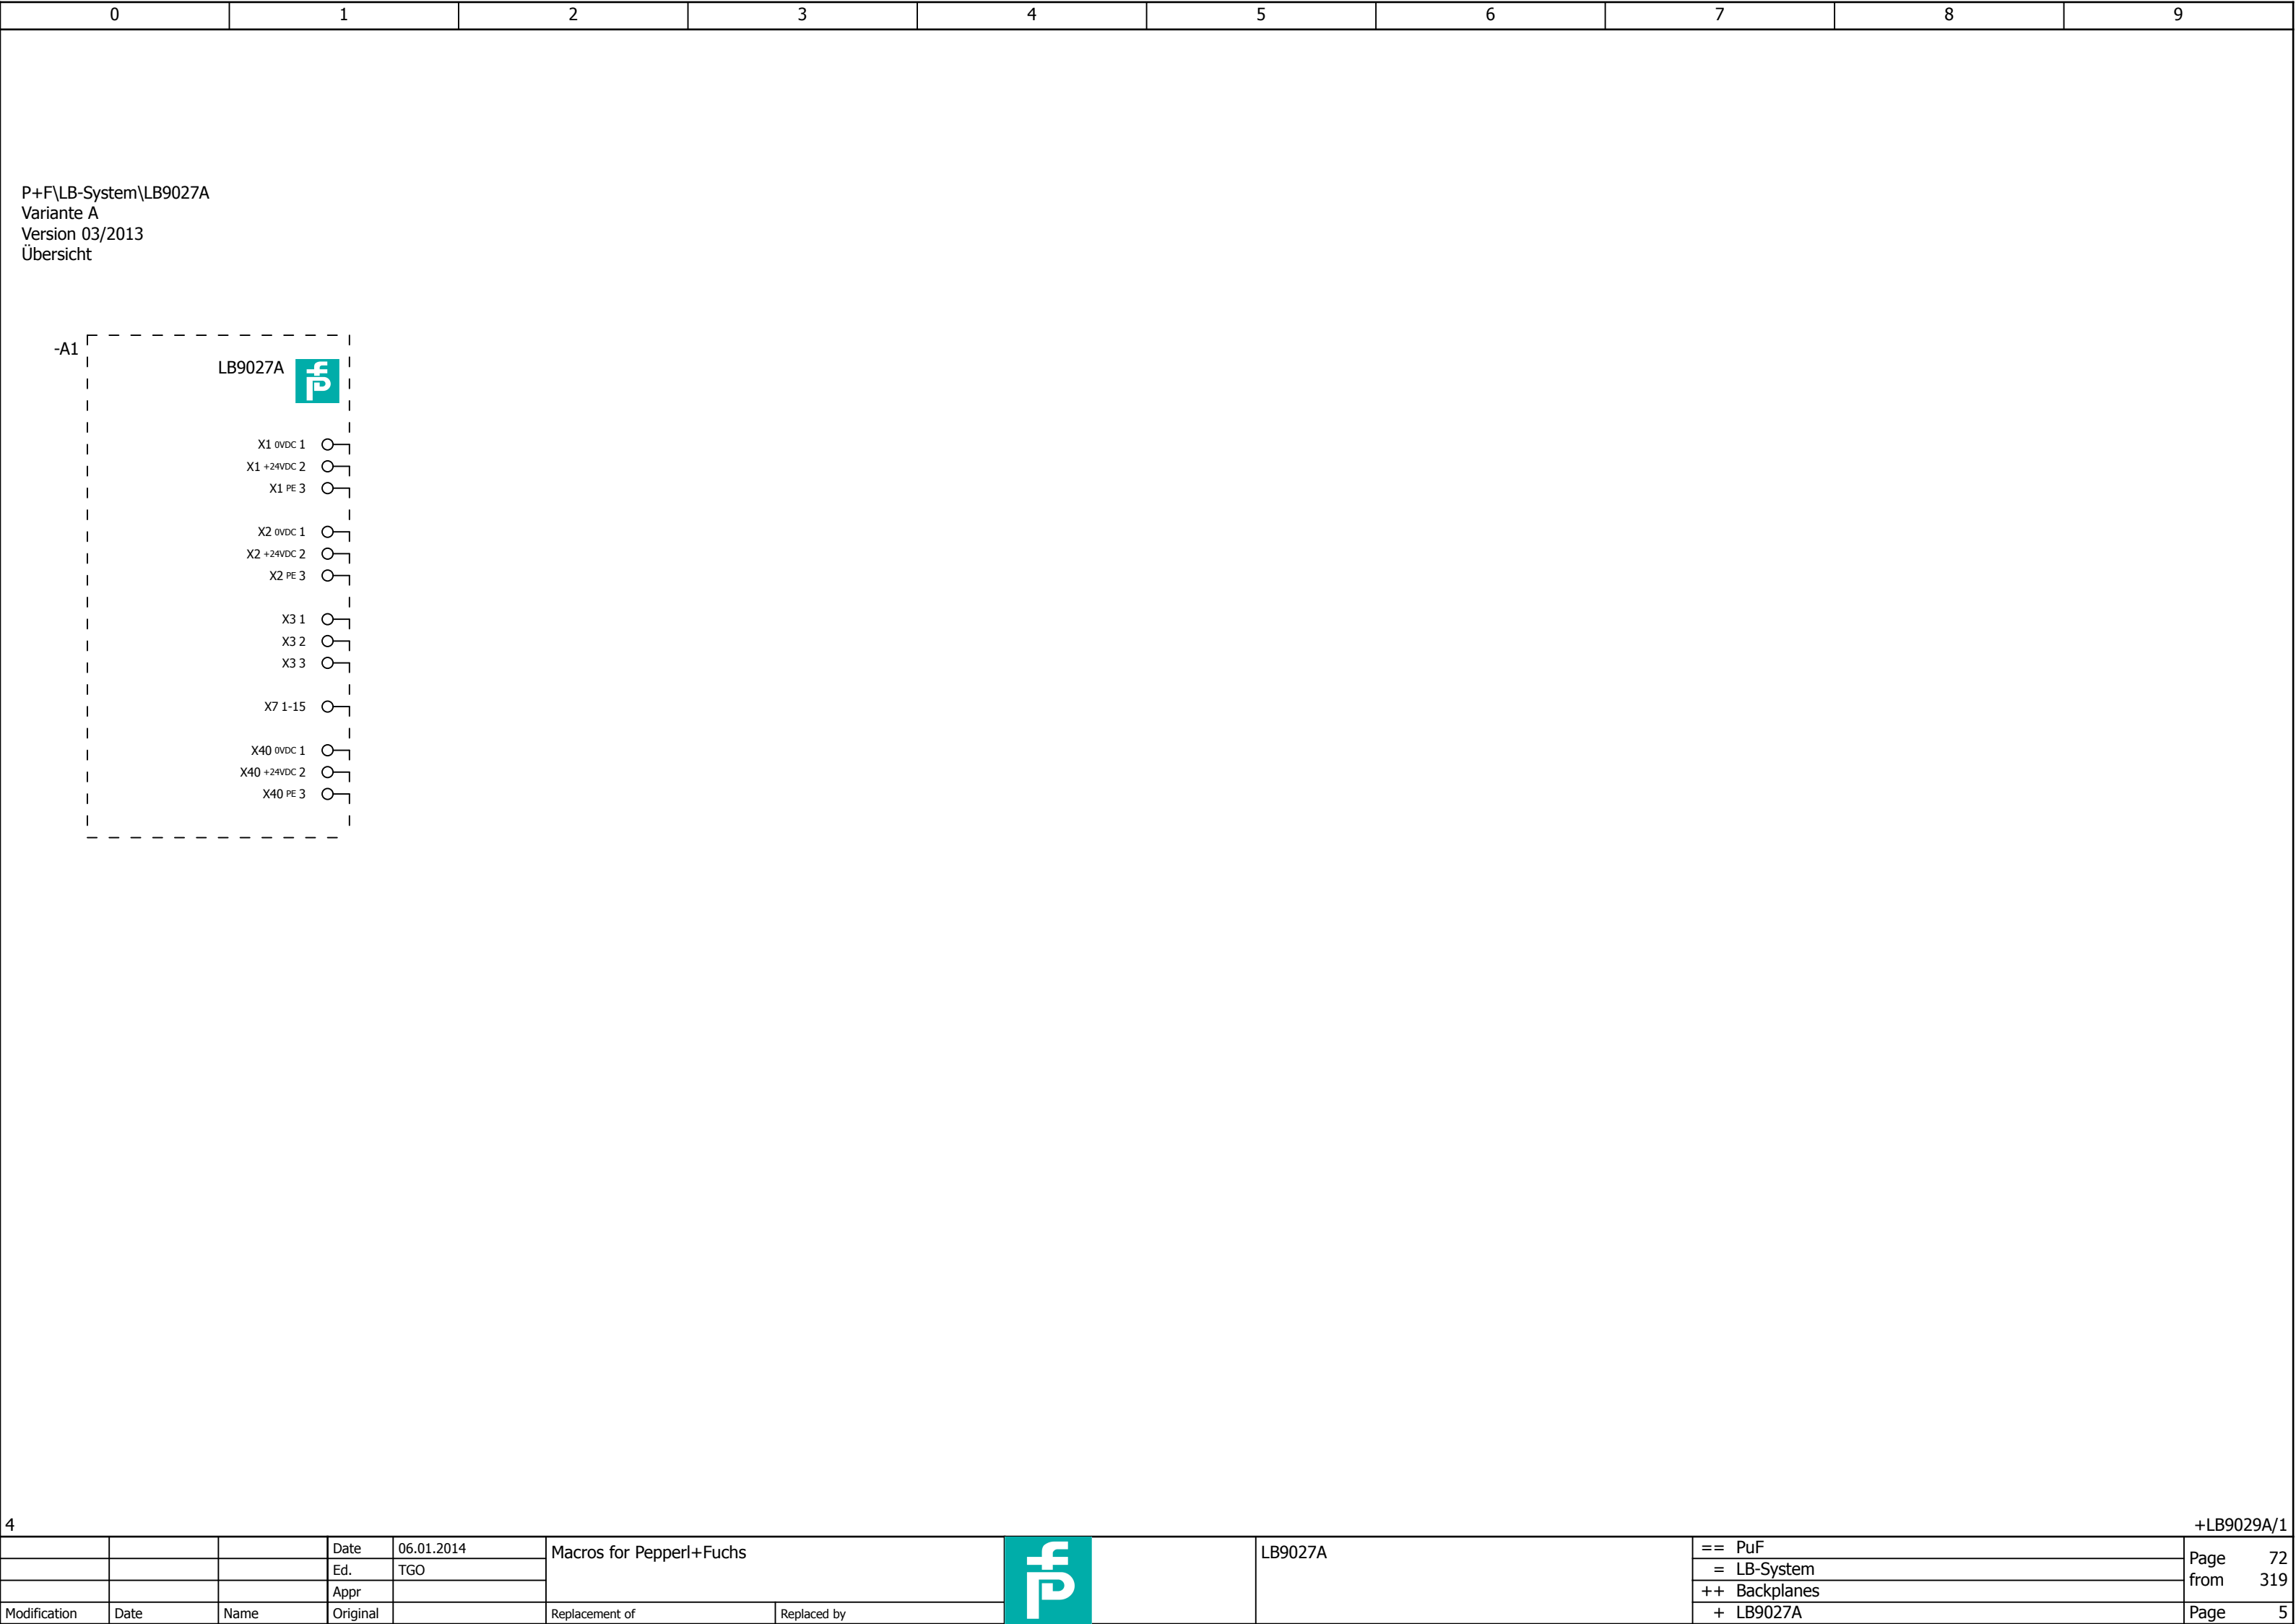 0 1 2 3 4 5 6 7 8 9
P+F\LB-System\LB9027A
Variante A
Version 03/2013
Übersicht
-A1
LB9027A
X1 0VDC 1
X1 +24VDC 2
X1 PE 3
X2 0VDC 1
X2 +24VDC 2
X2 PE 3
X3 1
X3 2
X3 3
X7 1-15
X40 0VDC 1
X40 +24VDC 2
X40 PE 3
4 +LB9029A/1
Date 06.01.2014 Macros for Pepperl+Fuchs LB9027A == PuF Page 72
Ed. TGO = LB-System from 319
Appr ++ Backplanes
Modification Date Name Original Replacement of Replaced by + LB9027A Page 5